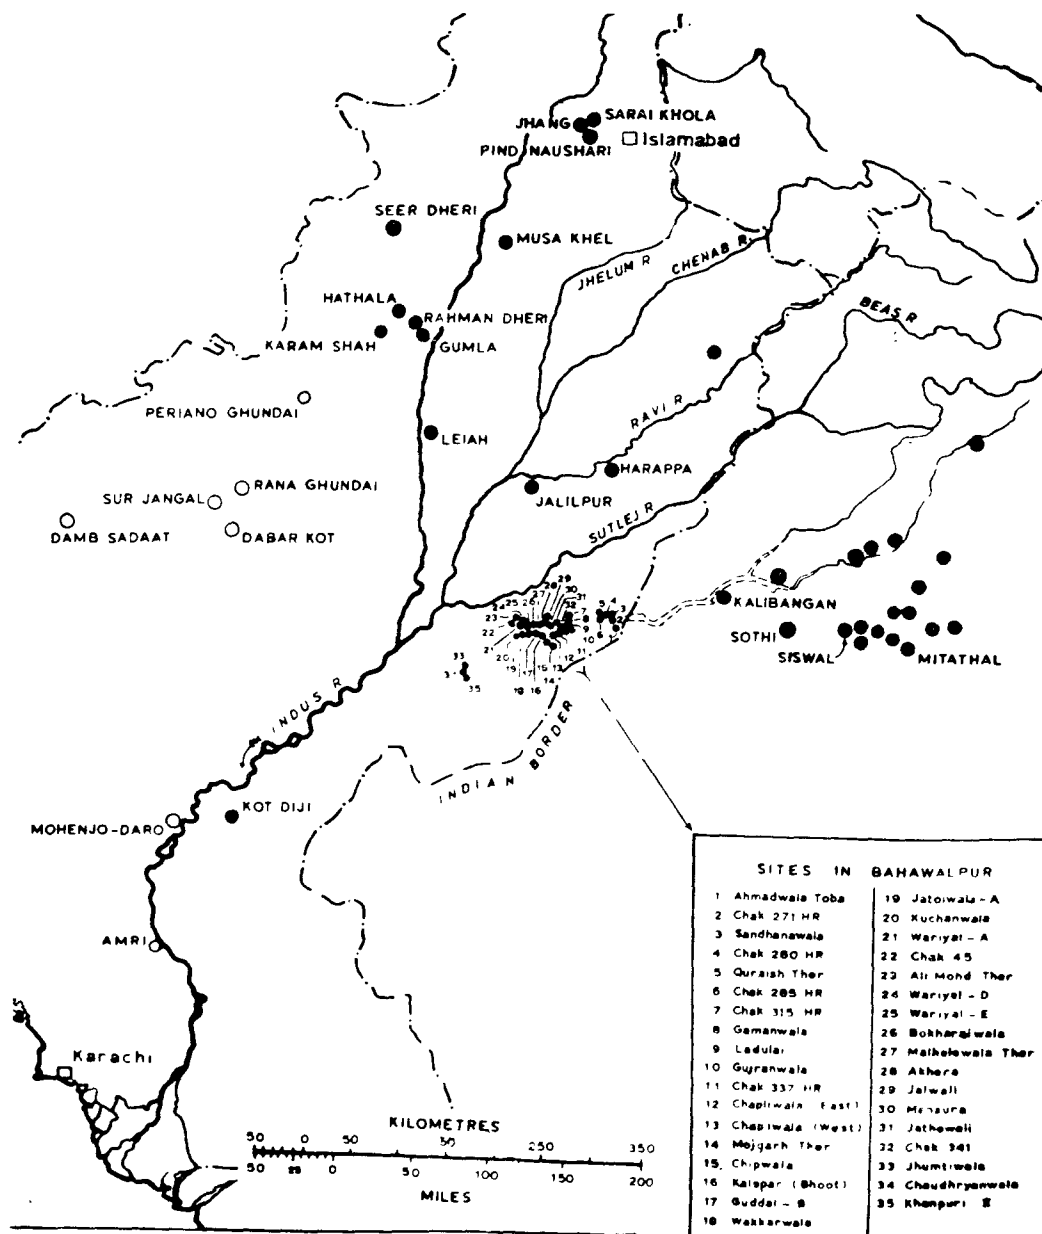 SARAI KHOLA
JHANG
Islamabad
PIND NAUSHARI
SEER DHERI
MUSA KHEL
JHELUM R
CHENAB R
BEAS R
HATHALA
RAHMAN DHERI
KARAM SHAH
GUMLA
PERIANO GHUNDAI
RAVI R
LEIAH
HARAPPA
RANA GHUNDAI
SUR JANGAL
JALILPUR
DAMB SADAAT
DABAR KOT
SUTLEJ R
KALIBANGAN
SOTHI
SISWAL
MITATHAL
INDUS R
INDIAN BORDER
KOT DIJI
MOHENJO-DARO
AMRI
Karachi
KILOMETRES
50 0 50 250 350
50 25 0 50 100 150 200
MILES
SITES IN BAHAWALPUR
1 Ahmadwala Toba
2 Chak 271 HR
3 Sandhanawala
4 Chak 280 HR
5 Quraish Ther
6 Chak 285 HR
7 Chak 315 HR
8 Gamanwala
9 Ladulai
10 Gujranwala
11 Chak 337 HR
12 Chapliwala (East)
13 Chapliwala (West)
14 Mojgarh Ther
15 Chipwala
16 Kalepar (Bhoot)
17 Guddal - B
18 Wakkarwala
19 Jatoiwala - A
20 Kuchanwala
21 Wariyal - A
22 Chak 45
23 Ali Mohd Ther
24 Wariyal - D
25 Wariyal - E
26 Bokharaiwala
27 Malkelewala Ther
28 Akhera
29 Jalwali
30 Mansura
31 Jathewali
32 Chak 341
33 Jhumtiwala
34 Chaudhryanwala
35 Khanpuri II